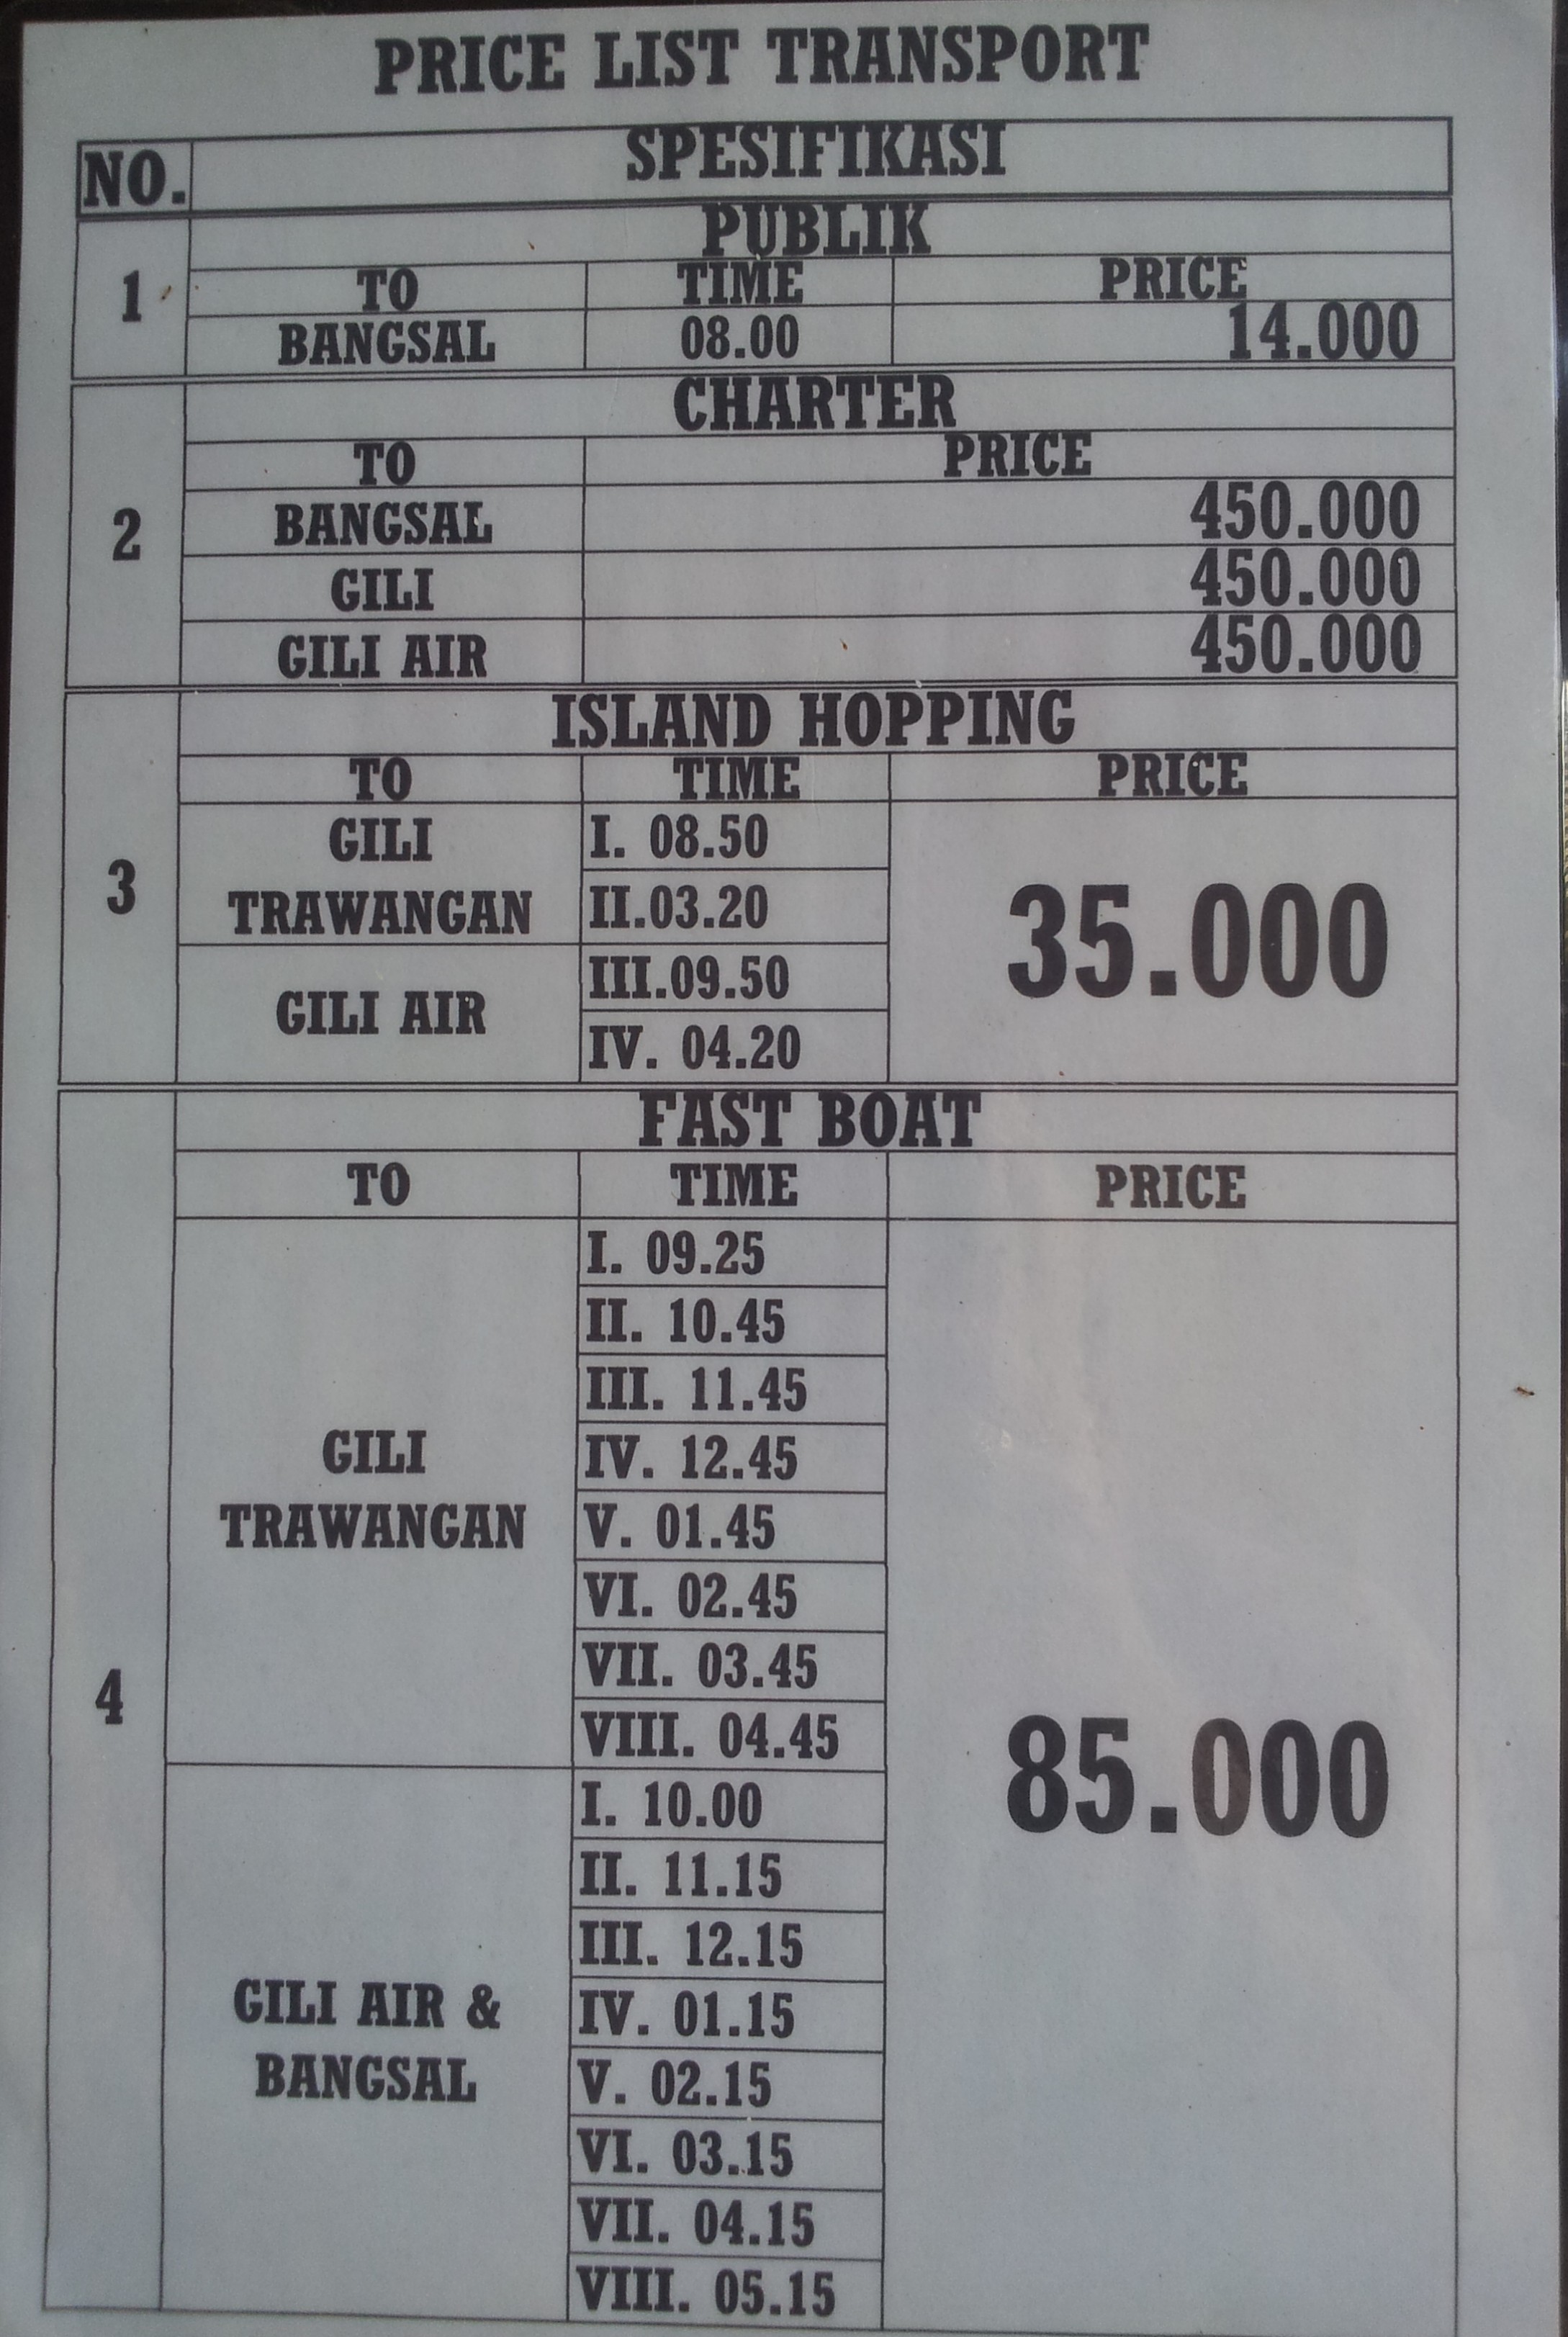 PRICE LIST TRANSPORT
NO. SPESIFIKASI
1 PUBLIK
TO TIME PRICE
BANGSAL 08.00 14.000
2 CHARTER
TO PRICE
BANGSAL 450.000
GILI 450.000
GILI AIR 450.000
3 ISLAND HOPPING
TO TIME PRICE
GILI TRAWANGAN I. 08.50 35.000
II.03.20
GILI AIR III.09.50
IV. 04.20
4 FAST BOAT
TO TIME PRICE
GILI TRAWANGAN I. 09.25 85.000
II. 10.45
III. 11.45
IV. 12.45
V. 01.45
VI. 02.45
VII. 03.45
VIII. 04.45
GILI AIR & BANGSAL I. 10.00
II. 11.15
III. 12.15
IV. 01.15
V. 02.15
VI. 03.15
VII. 04.15
VIII. 05.15